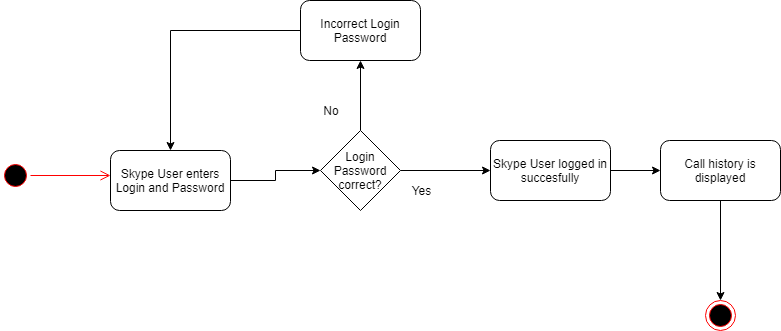 Incorrect Login
Password
No
Skype User enters
Login and Password
Login
Password
correct?
Yes
Skype User logged in
succesfully
Call history is
displayed